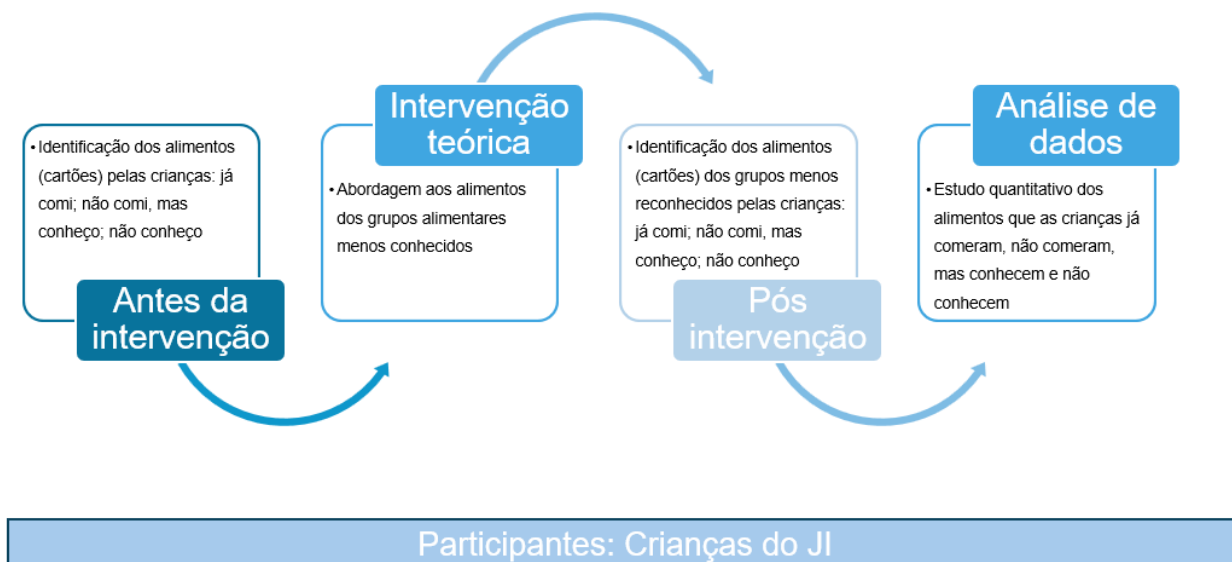 • Identificação dos alimentos
(cartões) pelas crianças: já
comi; não comi, mas
conheço; não conheço
Antes da
intervenção
Intervenção
teórica
• Abordagem aos alimentos
dos grupos alimentares
menos conhecidos
• Identificação dos alimentos
(cartões) dos grupos menos
reconhecidos pelas crianças:
já comi; não comi, mas
conheço; não conheço
Pós
intervenção
Análise de
dados
• Estudo quantitativo dos
alimentos que as crianças já
comeram, não comeram,
mas conhecem e não
conhecem
Participantes: Crianças do JI